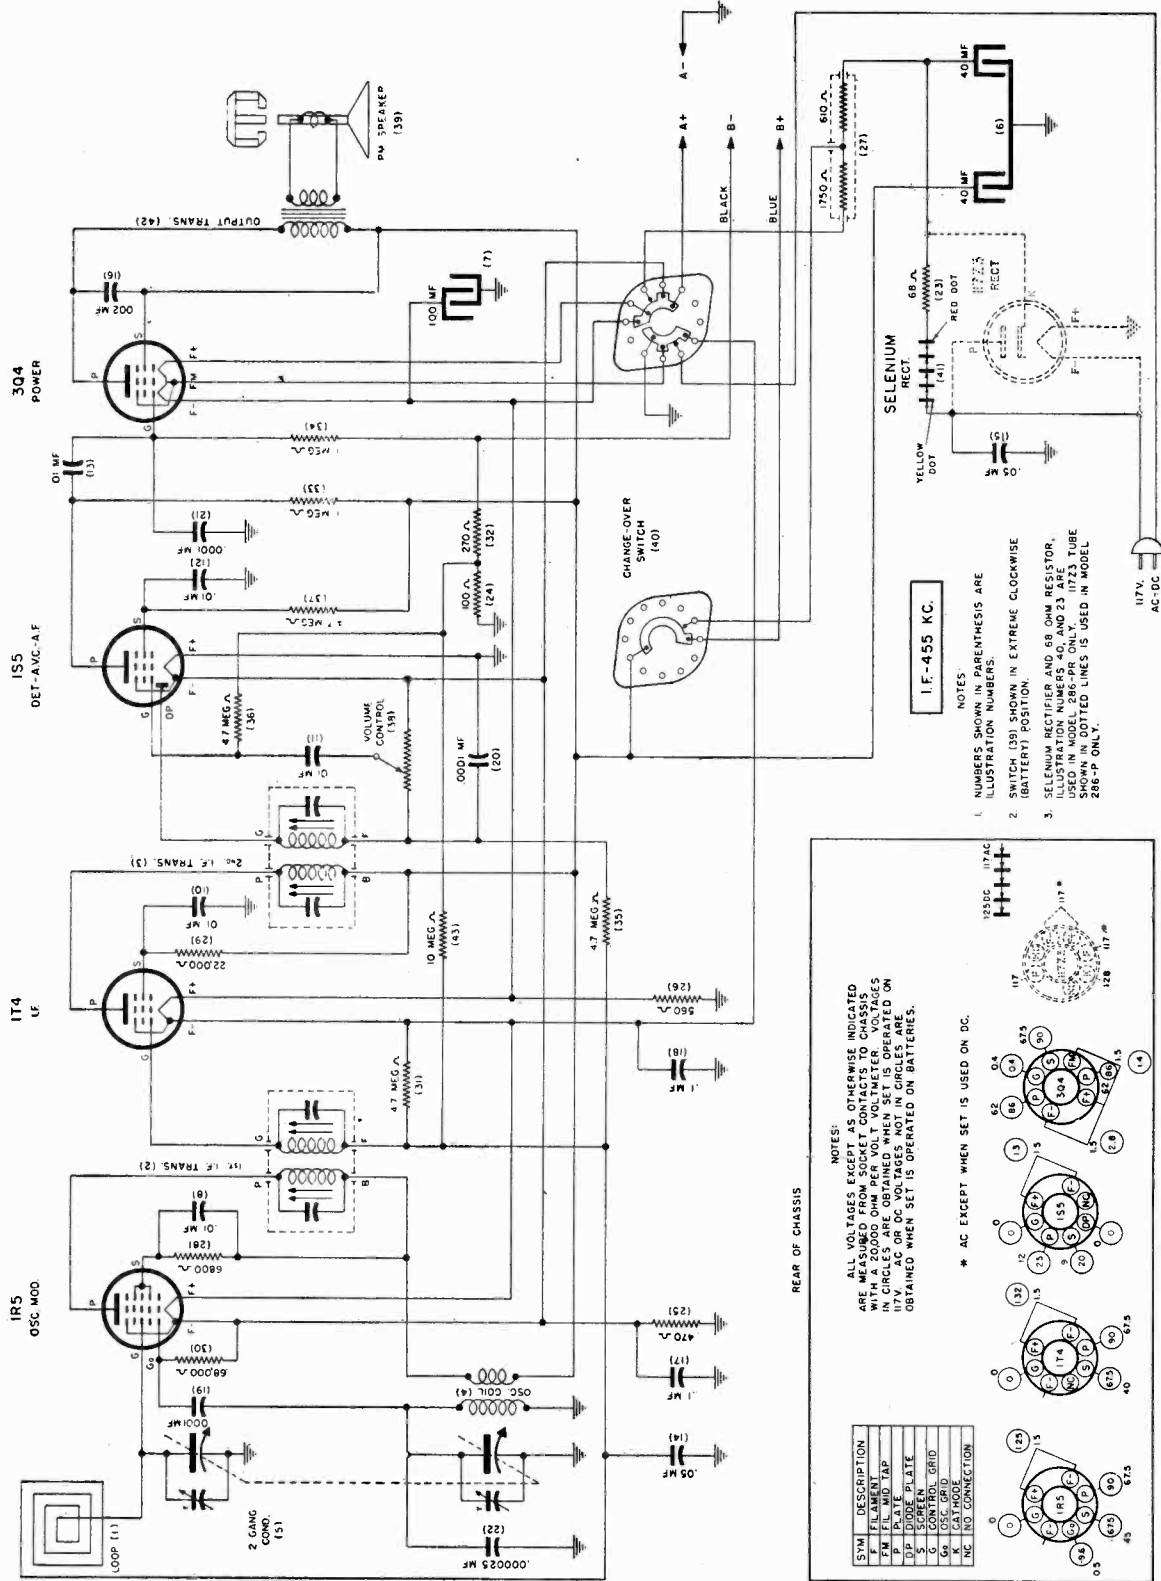 1R5
OSC. MOD.
1T4
I.F.
1S5
DET-A.V.C.-A.F
3Q4
POWER
LOOP (1)
2 GANG
COND.
(5)
.000025 MF
(22)
.0001MF
(19)
68,000 Ω
(30)
6800 Ω
(28)
.01 MF
(8)
1st. I.F. TRANS. (2)
OSC. COIL (4)
.05 MF
(14)
.1 MF
(17)
470 Ω
(25)
4.7 MEG Ω
(31)
.1 MF
(18)
560 Ω
(26)
22,000 Ω
(29)
.01 MF
(10)
2nd. I.F. TRANS. (3)
10 MEG Ω
(43)
4.7 MEG Ω
(35)
4.7 MEG Ω
(36)
.01 MF
(11)
VOLUME
CONTROL
(38)
.0001 MF
(20)
4.7 MEG Ω
(37)
.01 MF
(12)
.0001 MF
(21)
100 Ω
(24)
270 Ω
(32)
1 MEG Ω
(33)
1 MEG Ω
(34)
.01 MF
(13)
.002 MF
(16)
OUTPUT TRANS. (42)
PM SPEAKER
(39)
100 MF
(7)
CHANGE-OVER
SWITCH
(40)
A-
A+
B-
B+
BLACK
BLUE
1750 Ω
610 Ω
(27)
40 MF
40 MF
(6)
SELENIUM
RECT.
YELLOW
DOT
(41)
RED DOT
68 Ω
(23)
117Z3
RECT
P
K
F-
F+
.05 MF
(15)
117 V.
AC-DC
I.F.-455 KC.
NOTES:
1. NUMBERS SHOWN IN PARENTHESIS ARE
ILLUSTRATION NUMBERS.
2. SWITCH (39) SHOWN IN EXTREME CLOCKWISE
(BATTERY) POSITION.
3. SELENIUM RECTIFIER AND 68 OHM RESISTOR,
ILLUSTRATION NUMERS 40, AND 23 ARE
USED IN MODEL 286-PR ONLY. 117Z3 TUBE
SHOWN IN DOTTED LINES IS USED IN MODEL
286-P ONLY.
REAR OF CHASSIS
NOTES:
ALL VOLTAGES EXCEPT AS OTHERWISE INDICATED
ARE MEASURED FROM SOCKET CONTACTS TO CHASSIS
WITH A 20,000 OHM PER VOLT VOLTMETER. VOLTAGES
IN CIRCLES ARE OBTAINED WHEN SET IS OPERATED ON
117V. AC OR DC VOLTAGES NOT IN CIRCLES ARE
OBTAINED WHEN SET IS OPERATED ON BATTERIES.
* AC EXCEPT WHEN SET IS USED ON DC.
SYM DESCRIPTION
F FILAMENT
FM FIL. MID TAP
P PLATE
DP DIODE PLATE
S SCREEN
G CONTROL GRID
Go OSC. GRID
K CATHODE
NC NO CONNECTION
1R5
1T4
1S5
3Q4
117Z3
125DC
117AC